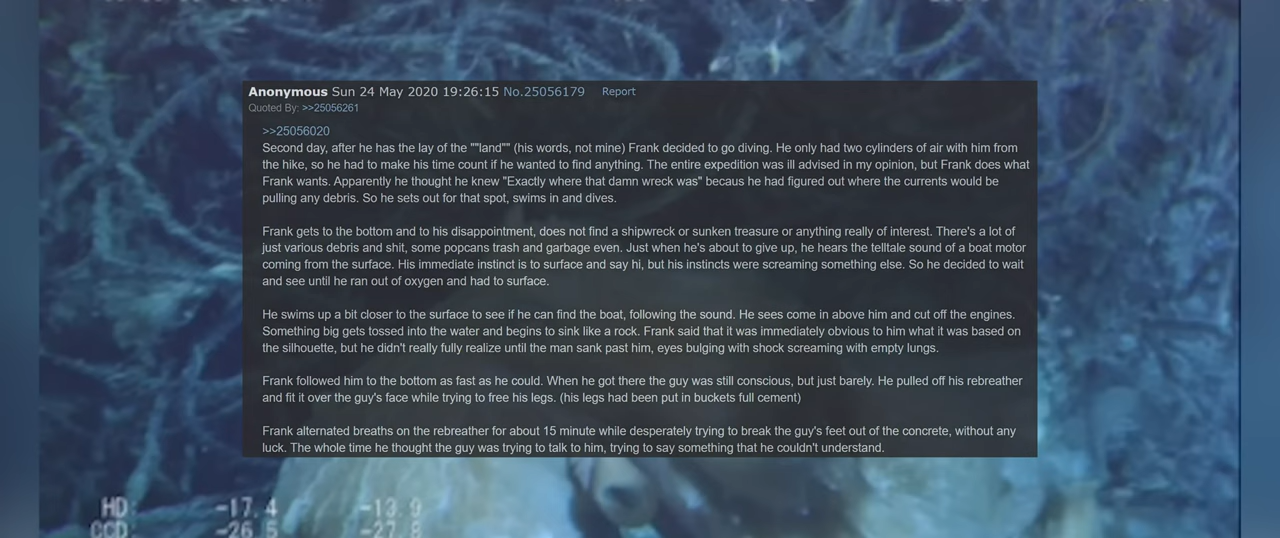 Anonymous Sun 24 May 2020 19:26:15 No.25056179 Report
Quoted By: >>25056261
>>25056020
Second day, after he has the lay of the ""land"" (his words, not mine) Frank decided to go diving. He only had two cylinders of air with him from
the hike, so he had to make his time count if he wanted to find anything. The entire expedition was ill advised in my opinion, but Frank does what
Frank wants. Apparently he thought he knew "Exactly where that damn wreck was" becaus he had figured out where the currents would be
pulling any debris. So he sets out for that spot, swims in and dives.
Frank gets to the bottom and to his disappointment, does not find a shipwreck or sunken treasure or anything really of interest. There's a lot of
just various debris and shit, some popcans trash and garbage even. Just when he's about to give up, he hears the telltale sound of a boat motor
coming from the surface. His immediate instinct is to surface and say hi, but his instincts were screaming something else. So he decided to wait
and see until he ran out of oxygen and had to surface.
He swims up a bit closer to the surface to see if he can find the boat, following the sound. He sees come in above him and cut off the engines.
Something big gets tossed into the water and begins to sink like a rock. Frank said that it was immediately obvious to him what it was based on
the silhouette, but he didn't really fully realize until the man sank past him, eyes bulging with shock screaming with empty lungs.
Frank followed him to the bottom as fast as he could. When he got there the guy was still conscious, but just barely. He pulled off his rebreather
and fit it over the guy's face while trying to free his legs. (his legs had been put in buckets full cement)
Frank alternated breaths on the rebreather for about 15 minute while desperately trying to break the guy's feet out of the concrete, without any
luck. The whole time he thought the guy was trying to talk to him, trying to say something that he couldn't understand.
HD: -17.4 -13.9
CCD: -26.5 -27.8